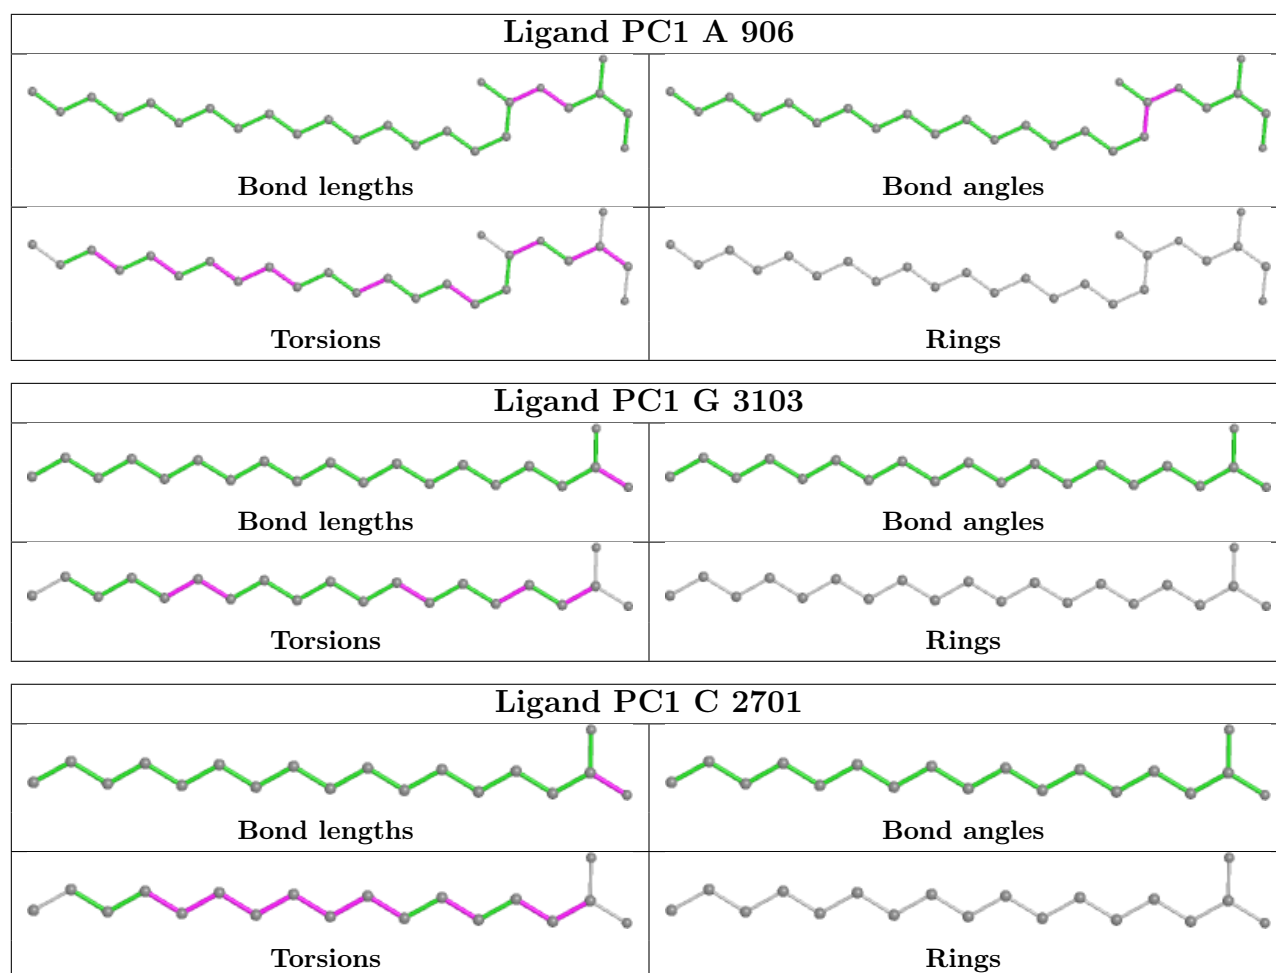 Ligand PC1 A 906
Bond lengths
Bond angles
Torsions
Rings
Ligand PC1 G 3103
Bond lengths
Bond angles
Torsions
Rings
Ligand PC1 C 2701
Bond lengths
Bond angles
Torsions
Rings